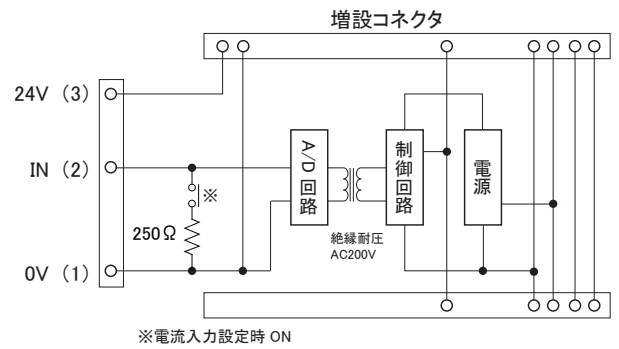 増設コネクタ
24V (3)
IN (2)
※
250Ω
0V (1)
A/D回路
制御回路
電源
絶縁耐圧
AC200V
※電流入力設定時 ON